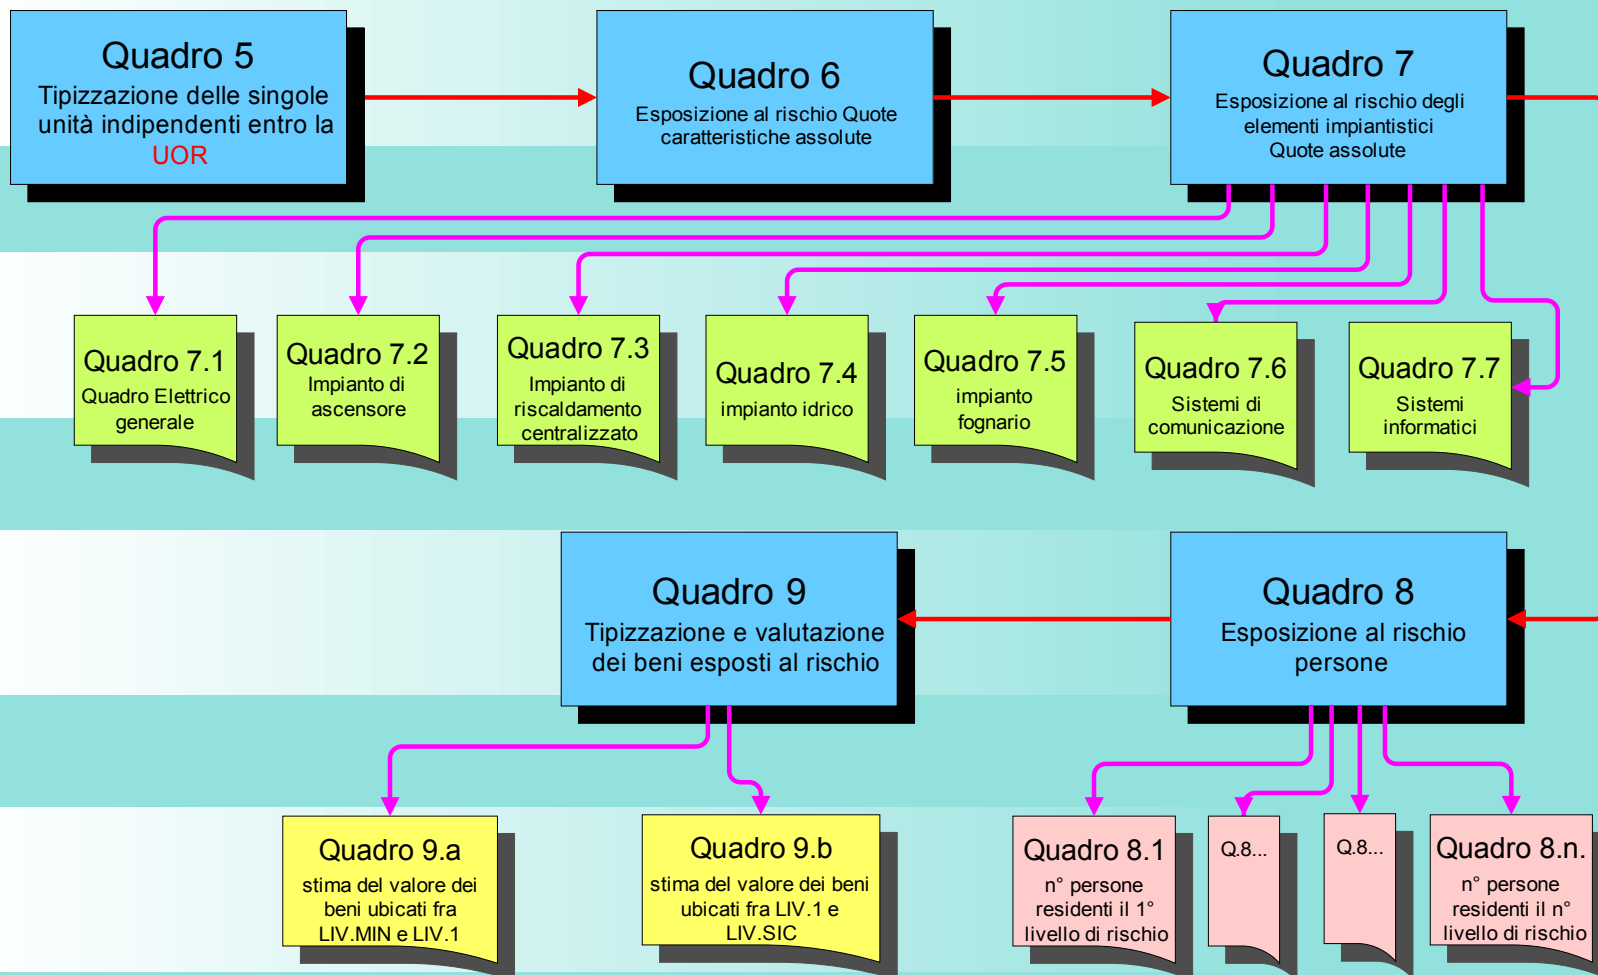 Quadro 5
Tipizzazione delle singole
unità indipendenti entro la
UOR
Quadro 6
Esposizione al rischio Quote
caratteristiche assolute
Quadro 7
Esposizione al rischio degli
elementi impiantistici
Quote assolute
Quadro 7.1
Quadro Elettrico
generale
Quadro 7.2
Impianto di
ascensore
Quadro 7.3
Impianto di
riscaldamento
centralizzato
Quadro 7.4
impianto idrico
Quadro 7.5
impianto
fognario
Quadro 7.6
Sistemi di
comunicazione
Quadro 7.7
Sistemi
informatici
Quadro 9
Tipizzazione e valutazione
dei beni esposti al rischio
Quadro 8
Esposizione al rischio
persone
Quadro 9.a
stima del valore dei
beni ubicati fra
LIV.MIN e LIV.1
Quadro 9.b
stima del valore dei beni
ubicati fra LIV.1 e
LIV.SIC
Quadro 8.1
n° persone
residenti il 1°
livello di rischio
Q.8...
Q.8...
Quadro 8.n.
n° persone
residenti il n°
livello di rischio